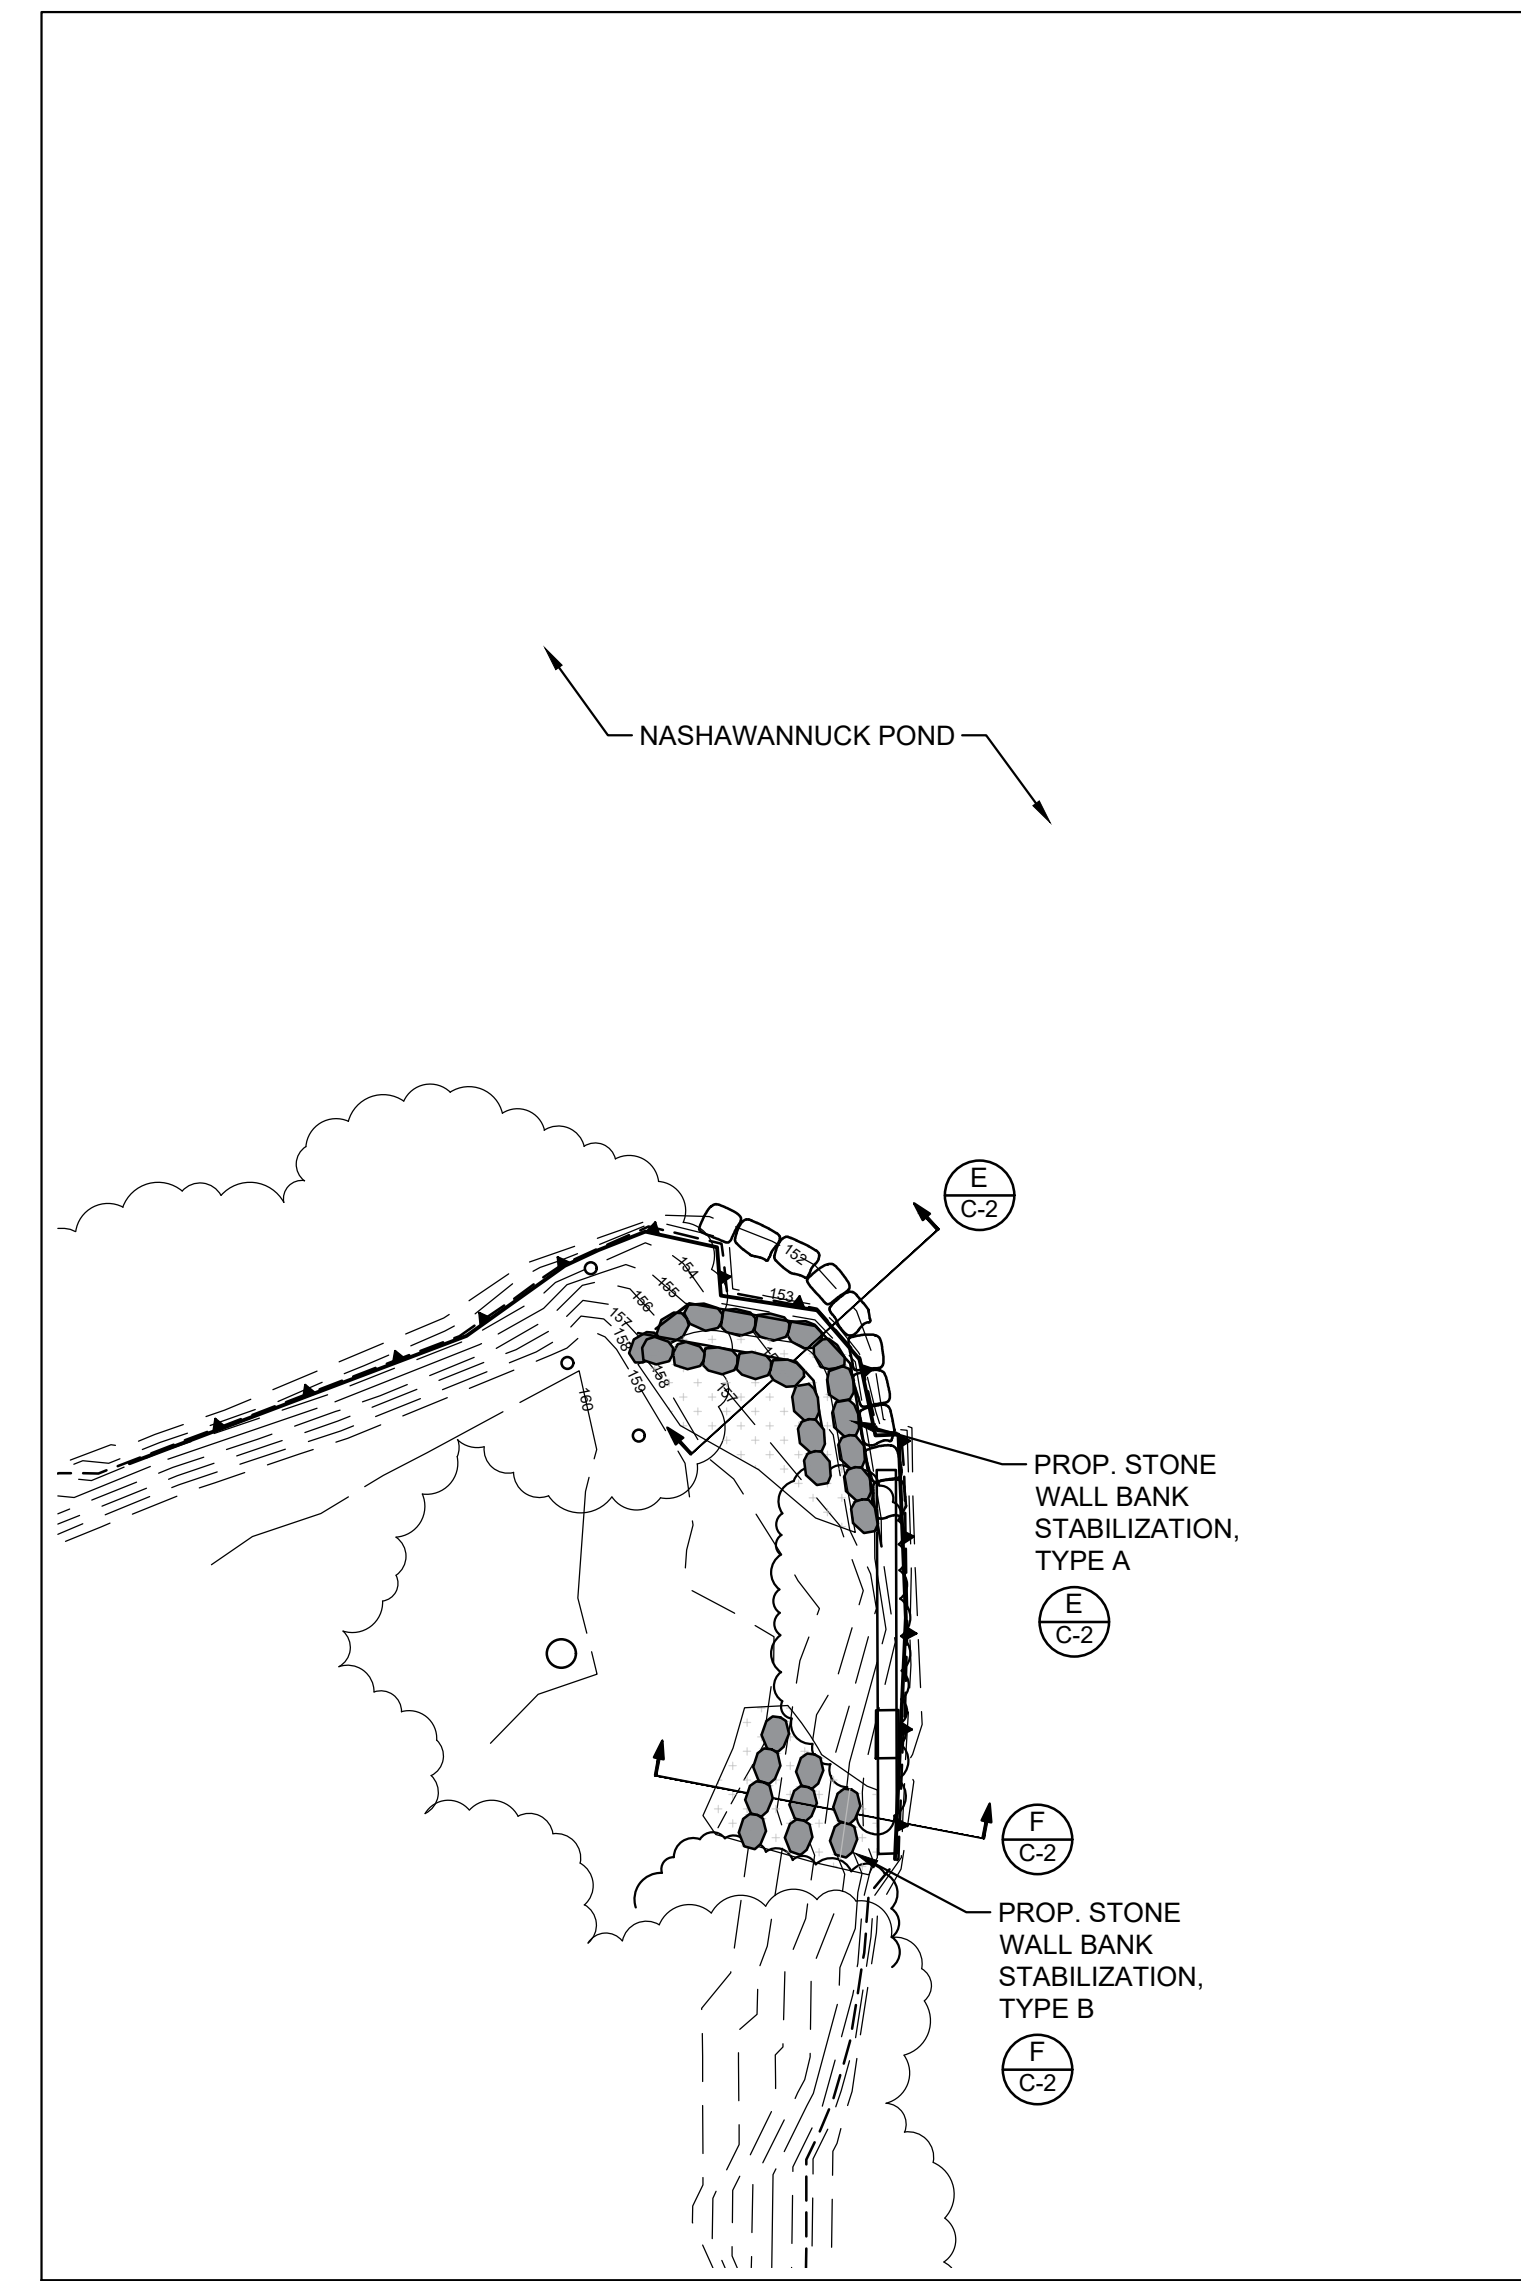 NASHAWANNUCK POND
E
C-2
152
153
154
155
156
157
158
158
159
157
160
PROP. STONE
WALL BANK
STABILIZATION,
TYPE A
E
C-2
F
C-2
PROP. STONE
WALL BANK
STABILIZATION,
TYPE B
F
C-2